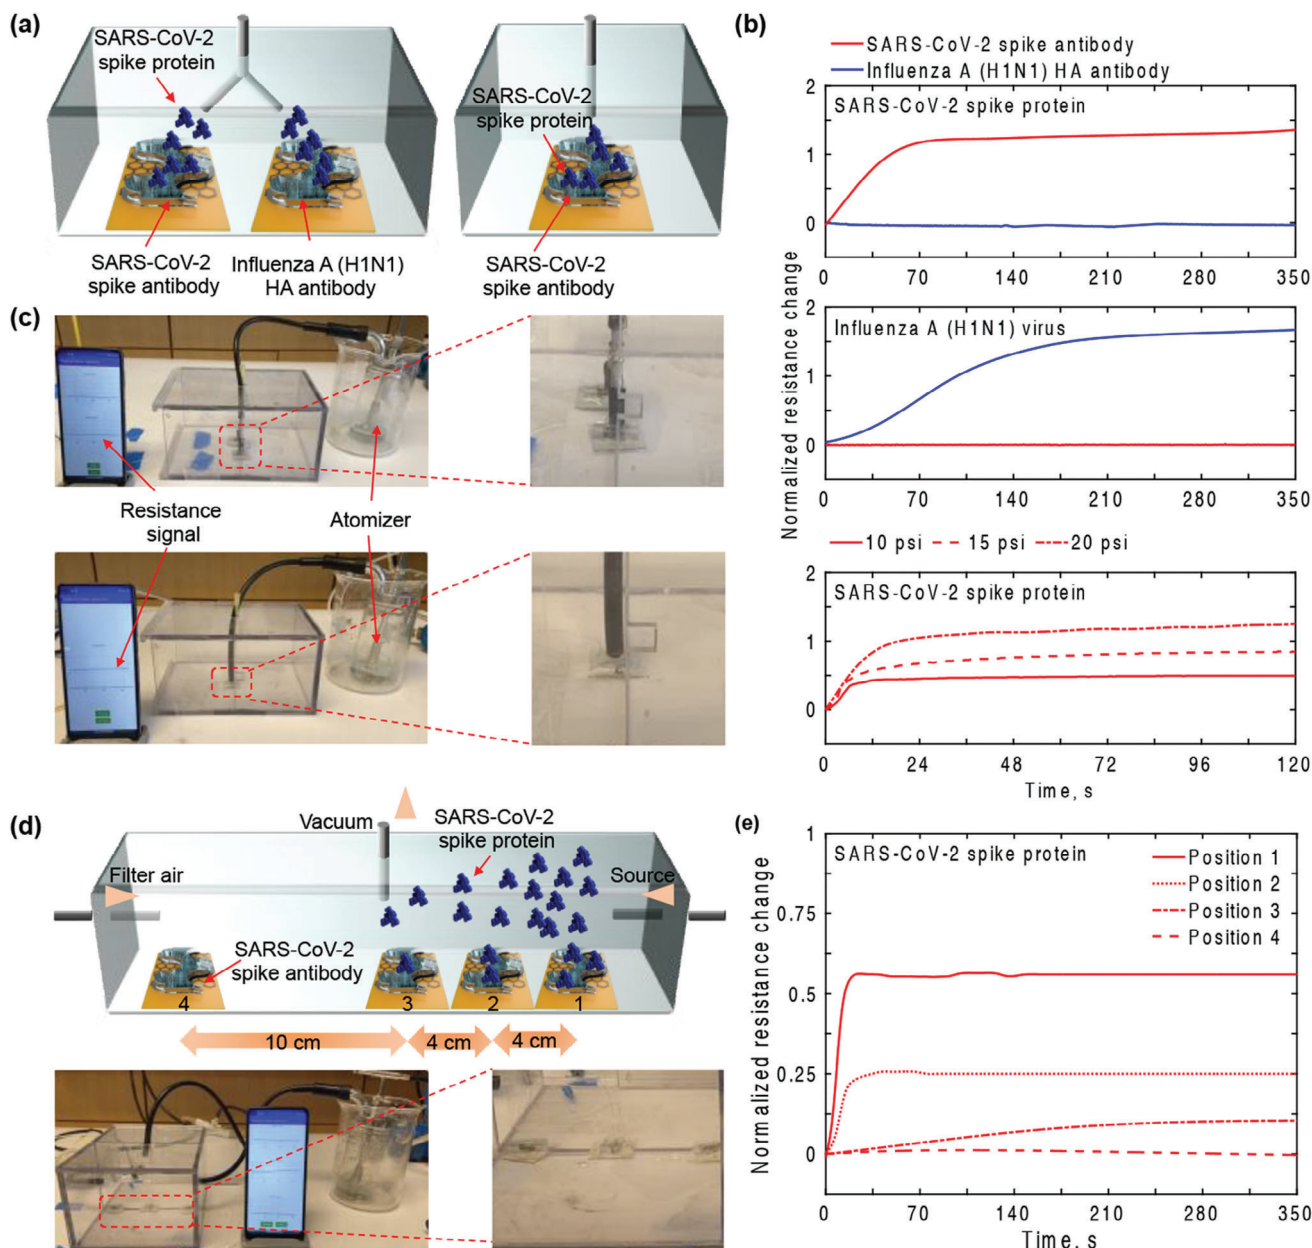 (a)
SARS-CoV-2
spike protein
SARS-CoV-2
spike protein
SARS-CoV-2
spike antibody
Influenza A (H1N1)
HA antibody
SARS-CoV-2
spike antibody
(b)
SARS-CoV-2 spike antibody
Influenza A (H1N1) HA antibody
SARS-CoV-2 spike protein
2
1
0
0 70 140 210 280 350
Influenza A (H1N1) virus
2
1
0
0 70 140 210 280 350
10 psi 15 psi 20 psi
SARS-CoV-2 spike protein
2
1
0
0 24 48 72 96 120
Time, s
Normalized resistance change
(c)
Resistance
signal
Atomizer
(d)
Vacuum
SARS-CoV-2
spike protein
Filter air
Source
SARS-CoV-2
spike antibody
4 3 2 1
10 cm 4 cm 4 cm
(e)
SARS-CoV-2 spike protein
Position 1
Position 2
Position 3
Position 4
1
0.75
0.5
0.25
0
0 70 140 210 280 350
Time, s
Normalized resistance change